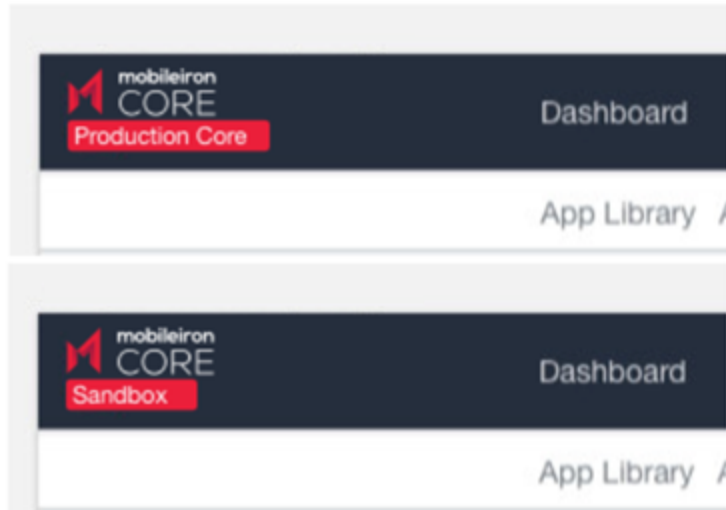 mobileiron
CORE
Production Core
Dashboard
App Library
mobileiron
CORE
Sandbox
Dashboard
App Library